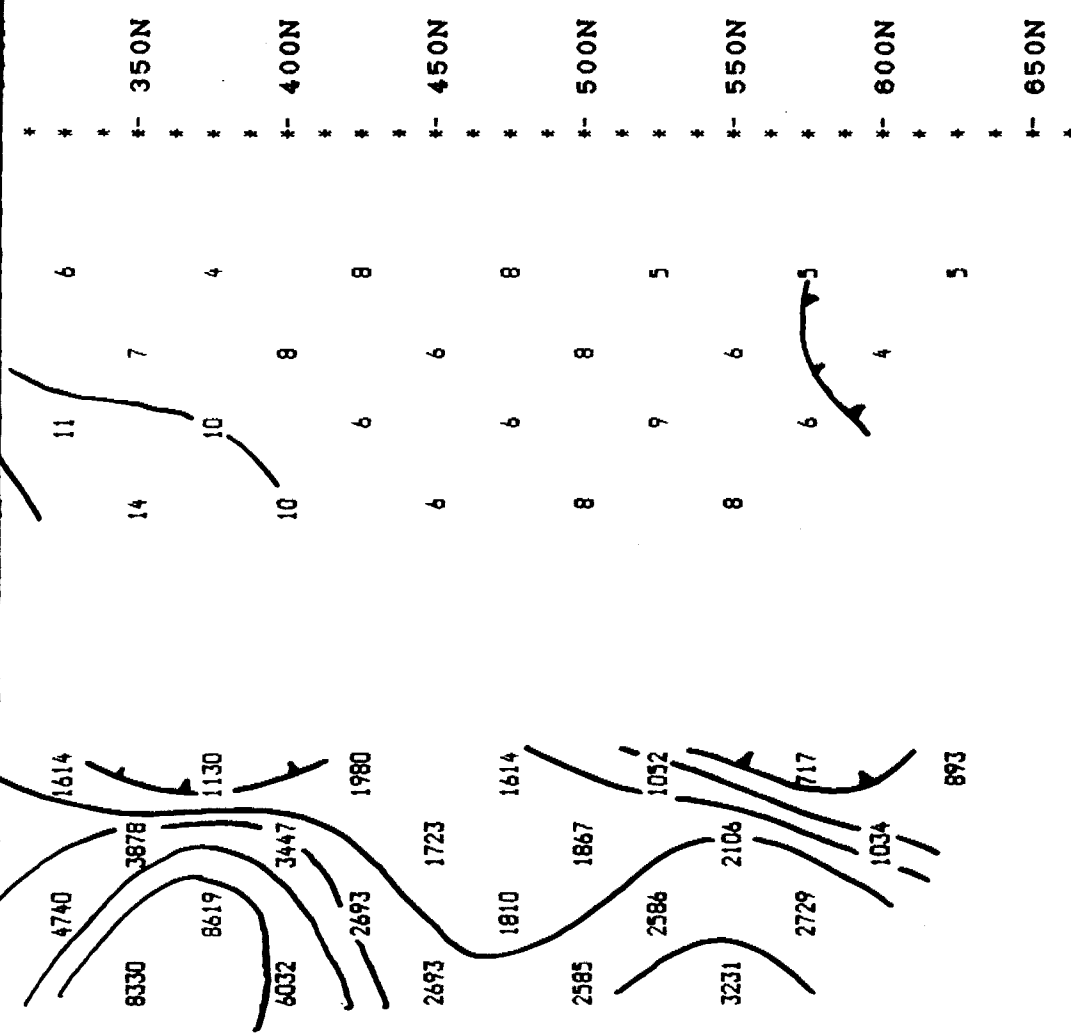 *
4740 1614 11 6 *
*
8330 3878 14 7 *- 350N
*
8619 1130 10 4 *
*
6032 3447 10 8 *- 400N
*
2693 1980 6 8 *
*
2693 1723 6 6 *- 450N
*
1810 1614 6 8 *
*
2585 1867 8 8 *- 500N
*
2586 1052 9 5 *
*
3231 2106 8 6 *- 550N
*
2729 717 6 5 *
*
1034 4 *- 600N
*
893 5 *
*
*- 650N
*